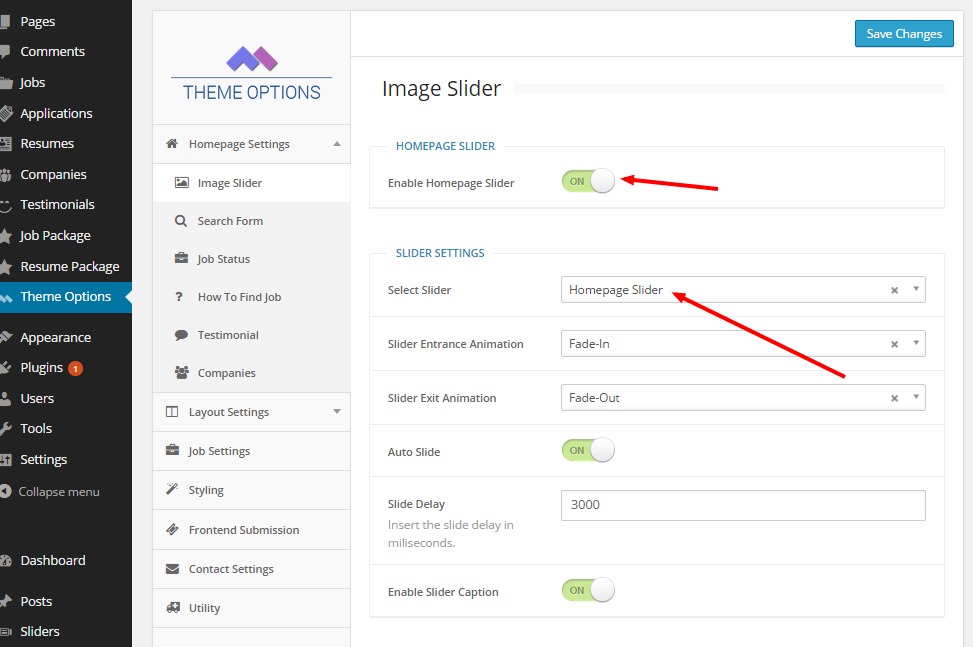 Pages
Comments
Jobs
Applications
Resumes
Companies
Testimonials
Job Package
Resume Package
Theme Options
Appearance
Plugins 1
Users
Tools
Settings
Collapse menu
Dashboard
Posts
Sliders
THEME OPTIONS
Homepage Settings
Image Slider
Search Form
Job Status
? How To Find Job
Testimonial
Companies
Layout Settings
Job Settings
Styling
Frontend Submission
Contact Settings
Utility
Save Changes
Image Slider
HOMEPAGE SLIDER
Enable Homepage Slider ON
SLIDER SETTINGS
Select Slider Homepage Slider ×
Slider Entrance Animation Fade-In ×
Slider Exit Animation Fade-Out ×
Auto Slide ON
Slide Delay 3000
Insert the slide delay in
miliseconds.
Enable Slider Caption ON